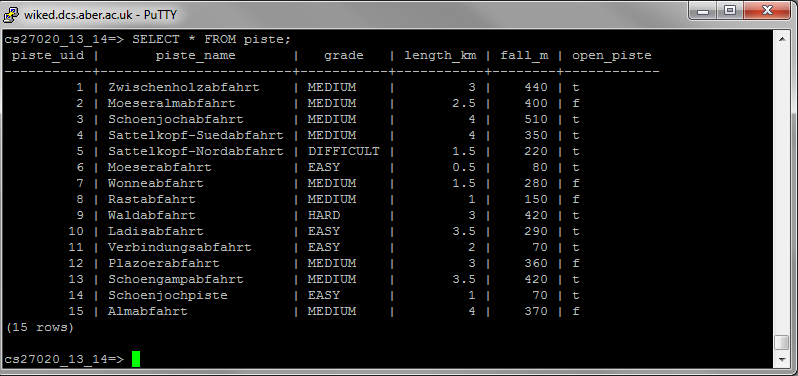 wiked.dcs.aber.ac.uk - PuTTY
cs27020_13_14=> SELECT * FROM piste;
 piste_uid |      piste_name       |   grade   | length_km | fall_m | open_piste
-----------+-----------------------+-----------+-----------+--------+------------
         1 | Zwischenholzabfahrt   | MEDIUM    |         3 |    440 | t
         2 | Moeseralmabfahrt      | MEDIUM    |       2.5 |    400 | f
         3 | Schoenjochabfahrt     | MEDIUM    |         4 |    510 | t
         4 | Sattelkopf-Suedabfahrt | MEDIUM    |         4 |    350 | t
         5 | Sattelkopf-Nordabfahrt | DIFFICULT |       1.5 |    220 | t
         6 | Moeserabfahrt         | EASY      |       0.5 |     80 | t
         7 | Wonneabfahrt          | MEDIUM    |       1.5 |    280 | f
         8 | Rastabfahrt           | MEDIUM    |         1 |    150 | f
         9 | Waldabfahrt           | HARD      |         3 |    420 | t
        10 | Ladisabfahrt          | EASY      |       3.5 |    290 | t
        11 | Verbindungsabfahrt    | EASY      |         2 |     70 | t
        12 | Plazoerabfahrt        | MEDIUM    |         3 |    360 | f
        13 | Schoengampabfahrt     | MEDIUM    |       3.5 |    420 | t
        14 | Schoenjochpiste       | EASY      |         1 |     70 | t
        15 | Almabfahrt            | MEDIUM    |         4 |    370 | f
(15 rows)
cs27020_13_14=>